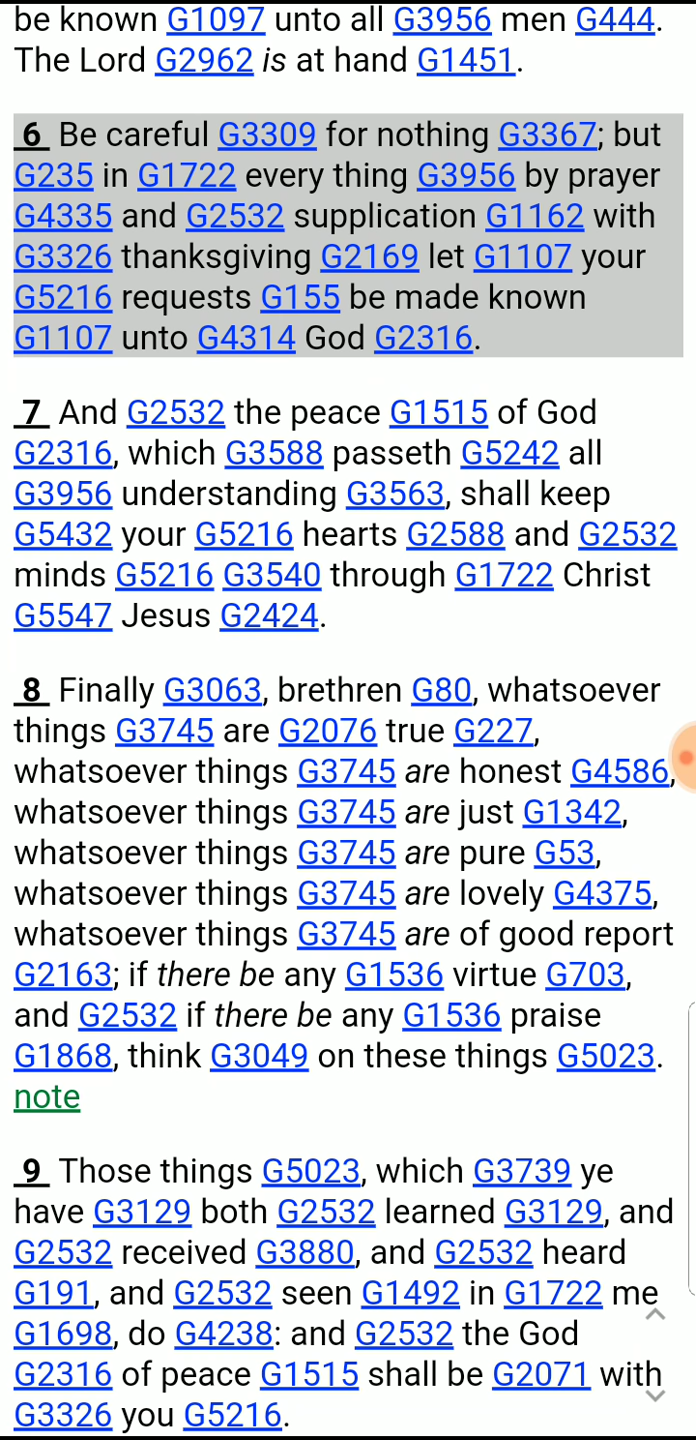 be known G1097 unto all G3956 men G444.
The Lord G2962 is at hand G1451.
6 Be careful G3309 for nothing G3367; but
G235 in G1722 every thing G3956 by prayer
G4335 and G2532 supplication G1162 with
G3326 thanksgiving G2169 let G1107 your
G5216 requests G155 be made known
G1107 unto G4314 God G2316.
7 And G2532 the peace G1515 of God
G2316, which G3588 passeth G5242 all
G3956 understanding G3563, shall keep
G5432 your G5216 hearts G2588 and G2532
minds G5216 G3540 through G1722 Christ
G5547 Jesus G2424.
8 Finally G3063, brethren G80, whatsoever
things G3745 are G2076 true G227,
whatsoever things G3745 are honest G4586,
whatsoever things G3745 are just G1342,
whatsoever things G3745 are pure G53,
whatsoever things G3745 are lovely G4375,
whatsoever things G3745 are of good report
G2163; if there be any G1536 virtue G703,
and G2532 if there be any G1536 praise
G1868, think G3049 on these things G5023.
note
9 Those things G5023, which G3739 ye
have G3129 both G2532 learned G3129, and
G2532 received G3880, and G2532 heard
G191, and G2532 seen G1492 in G1722 me
G1698, do G4238: and G2532 the God
G2316 of peace G1515 shall be G2071 with
G3326 you G5216.